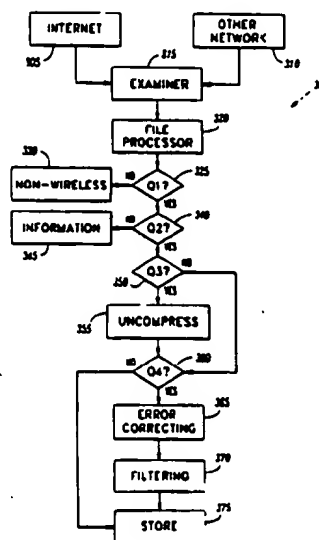 INTERNET
OTHER
NETWORK
305
315
310
EXAMINER
FILE
PROCESSOR
320
330
NON-WIRELESS
NO
Q1?
325
YES
INFORMATION
NO
Q2?
340
345
YES
Q3?
NO
350
YES
UNCOMPRESS
355
NO
Q4?
360
YES
ERROR
CORRECTING
365
FILTERING
370
STORE
375